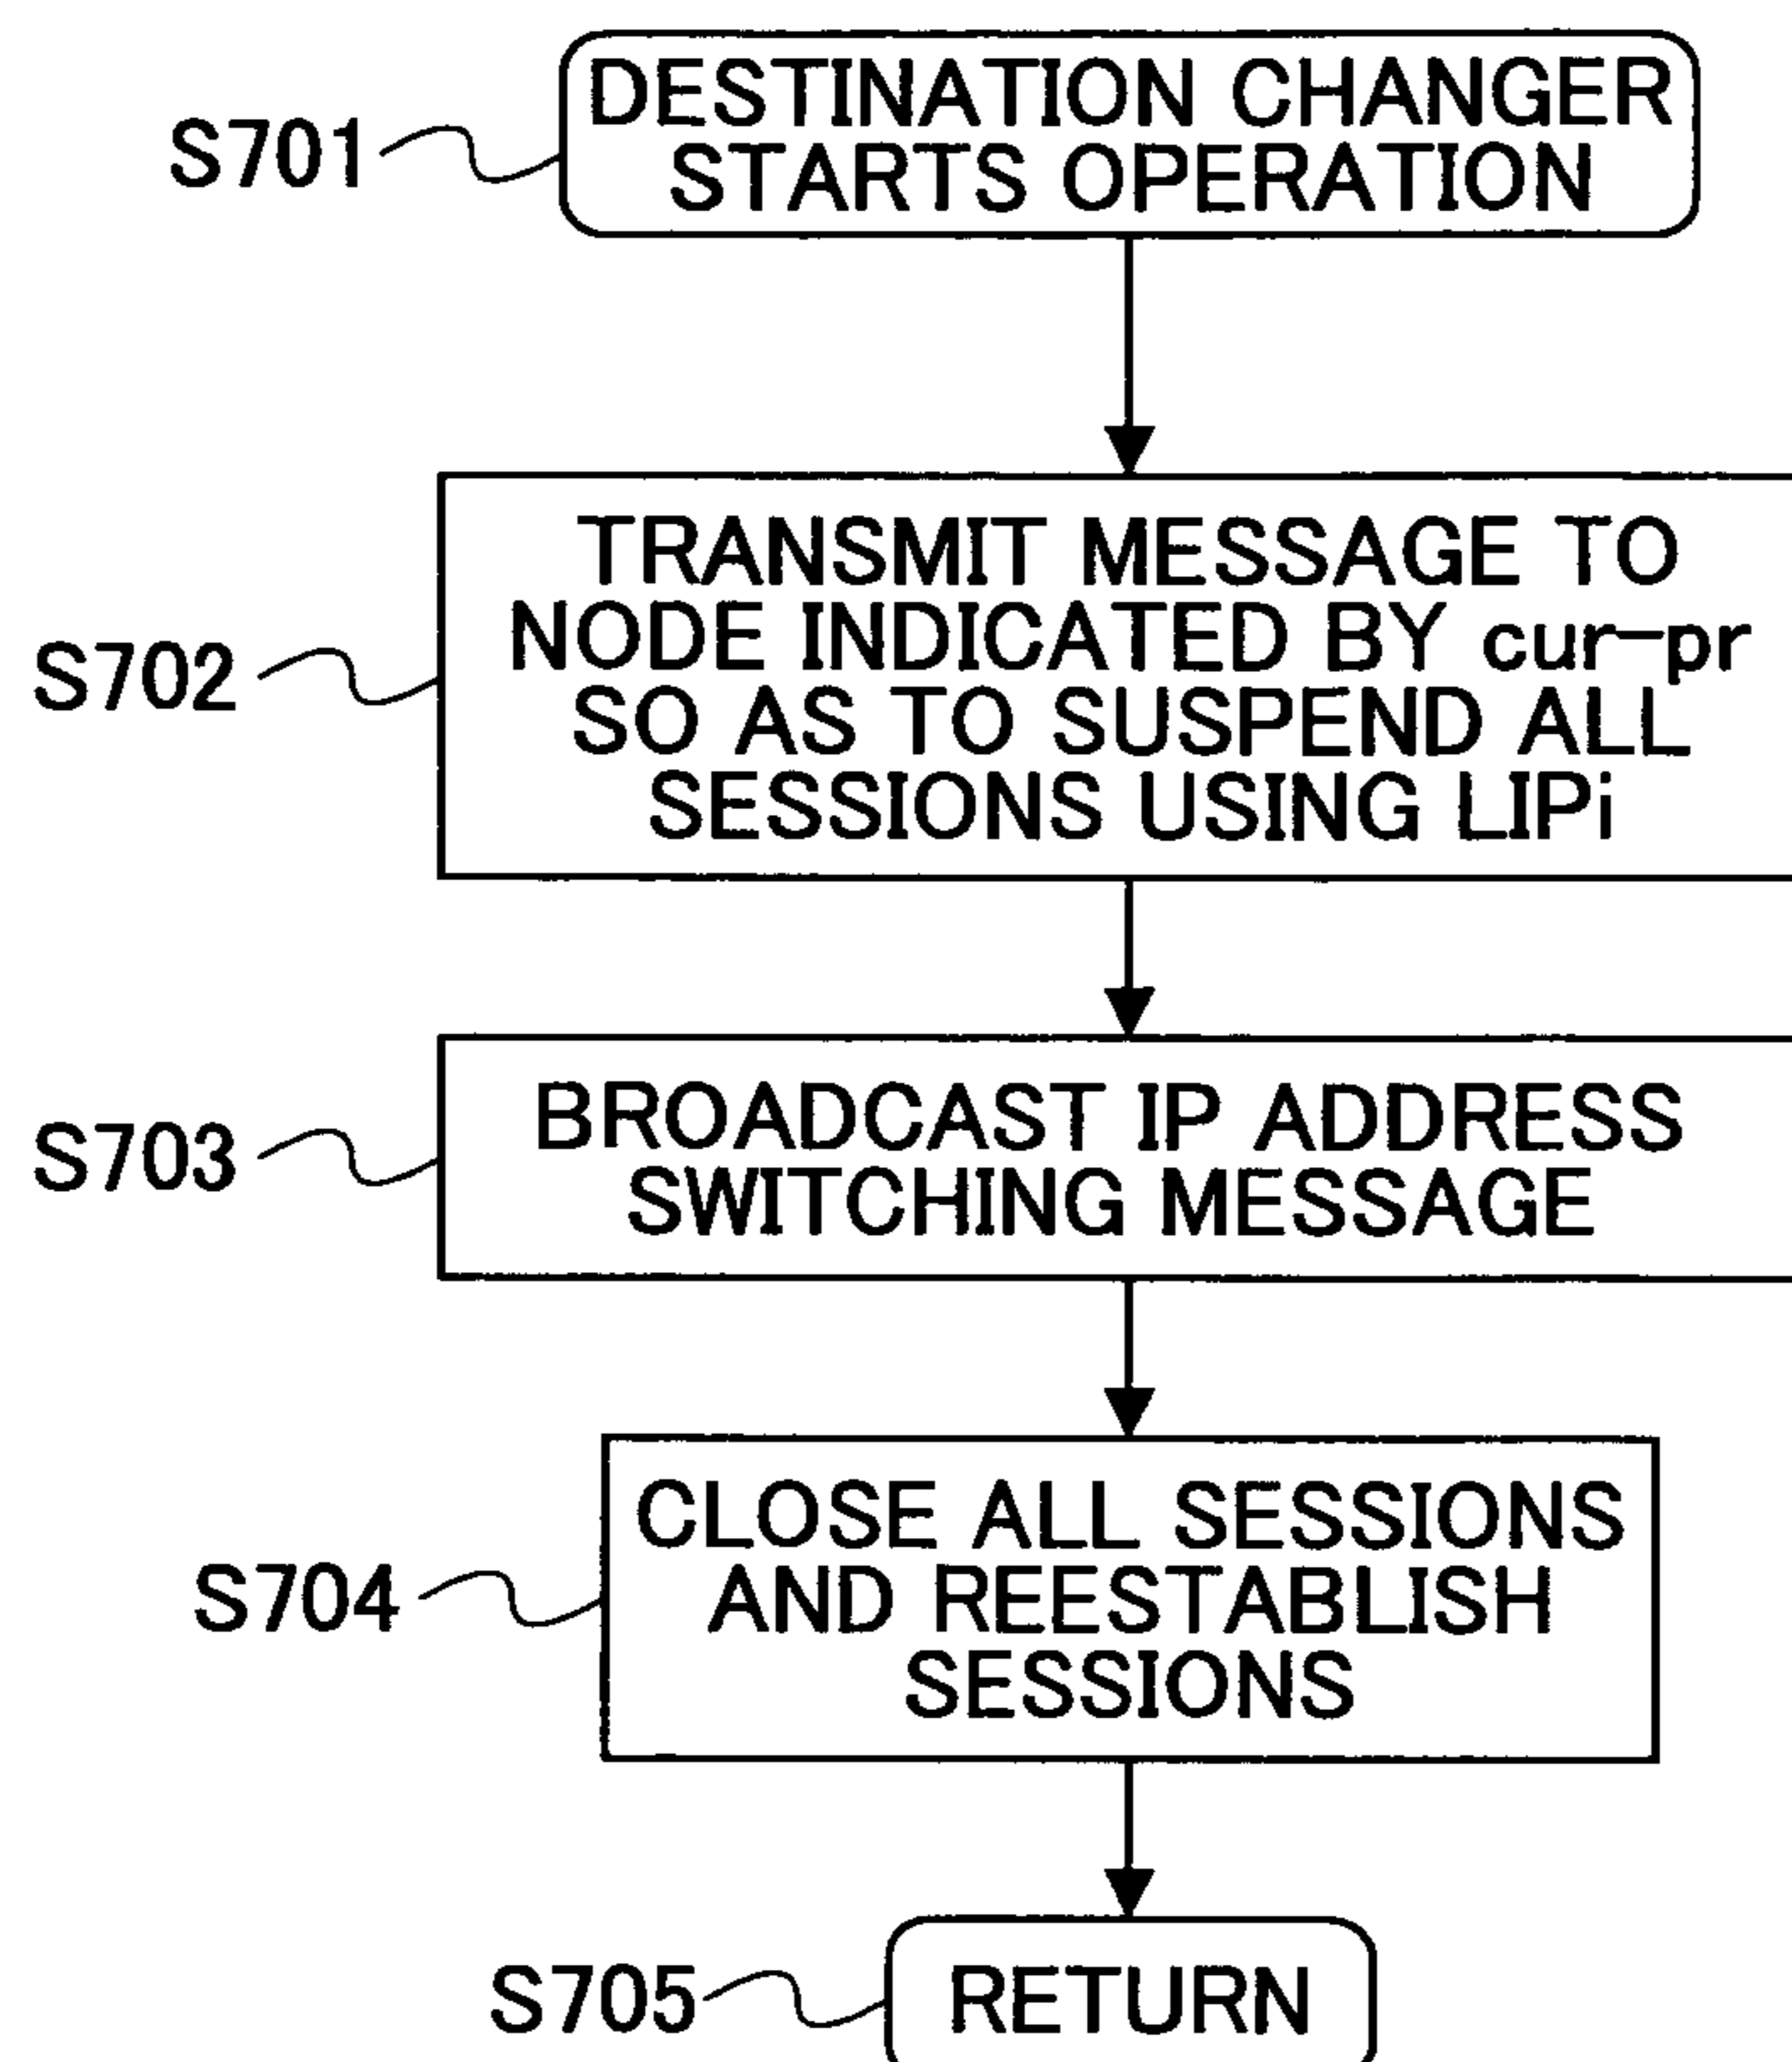 S701
DESTINATION CHANGER
STARTS OPERATION
S702
TRANSMIT MESSAGE TO
NODE INDICATED BY cur-pr
SO AS TO SUSPEND ALL
SESSIONS USING LIPi
S703
BROADCAST IP ADDRESS
SWITCHING MESSAGE
S704
CLOSE ALL SESSIONS
AND REESTABLISH
SESSIONS
S705
RETURN